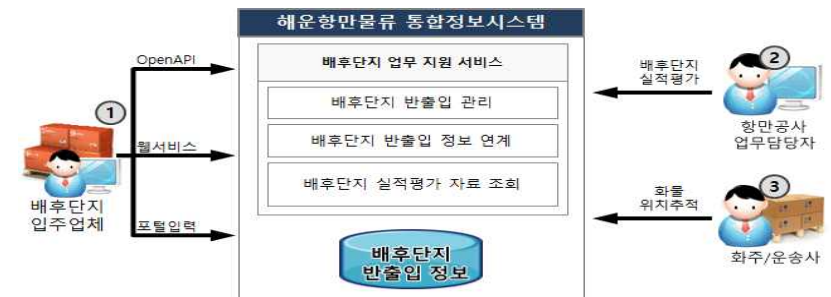 해운항만물류 통합정보시스템
OpenAPI
배후단지 업무 지원 서비스
배후단지
실적평가
②
①
배후단지 반출입 관리
항만공사
업무담당자
웹서비스
배후단지 반출입 정보 연계
배후단지 실적평가 자료 조회
화물
위치추적
③
배후단지
입주업체
포털입력
배후단지
반출입 정보
화주/운송사